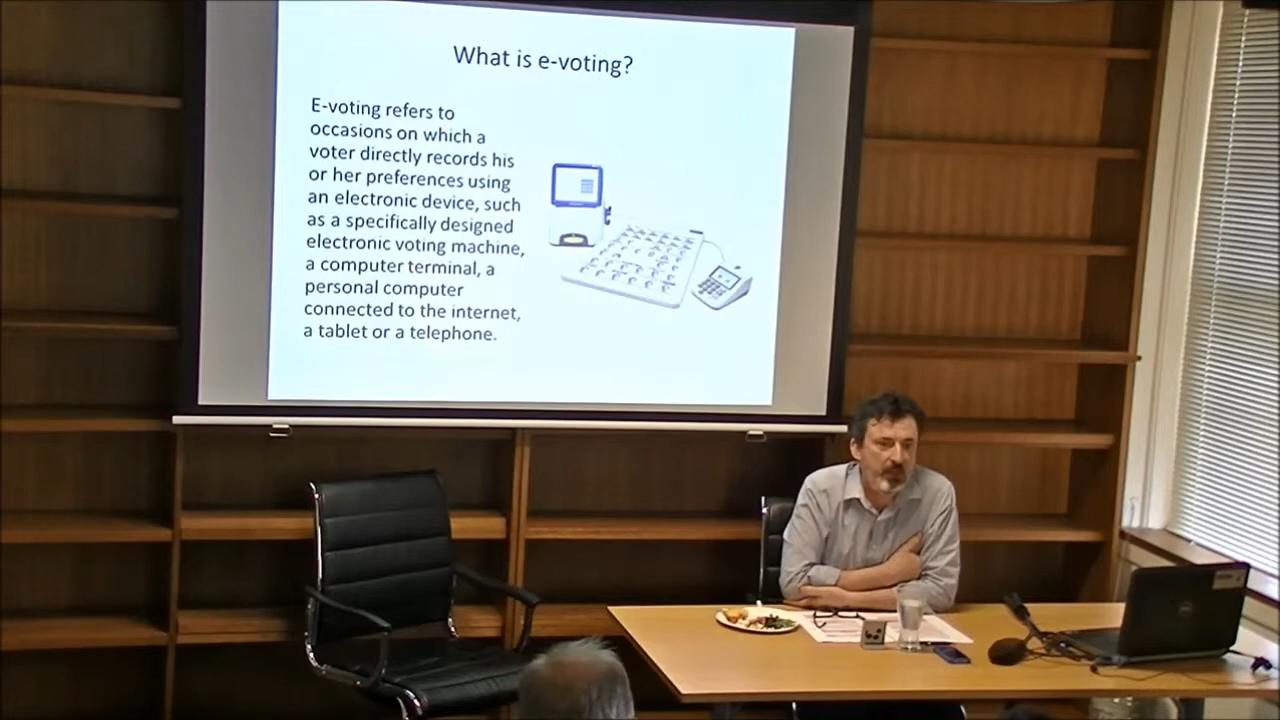 What is e-voting?
E-voting refers to
occasions on which a
voter directly records his
or her preferences using
an electronic device, such
as a specifically designed
electronic voting machine,
a computer terminal, a
personal computer
connected to the internet,
a tablet or a telephone.